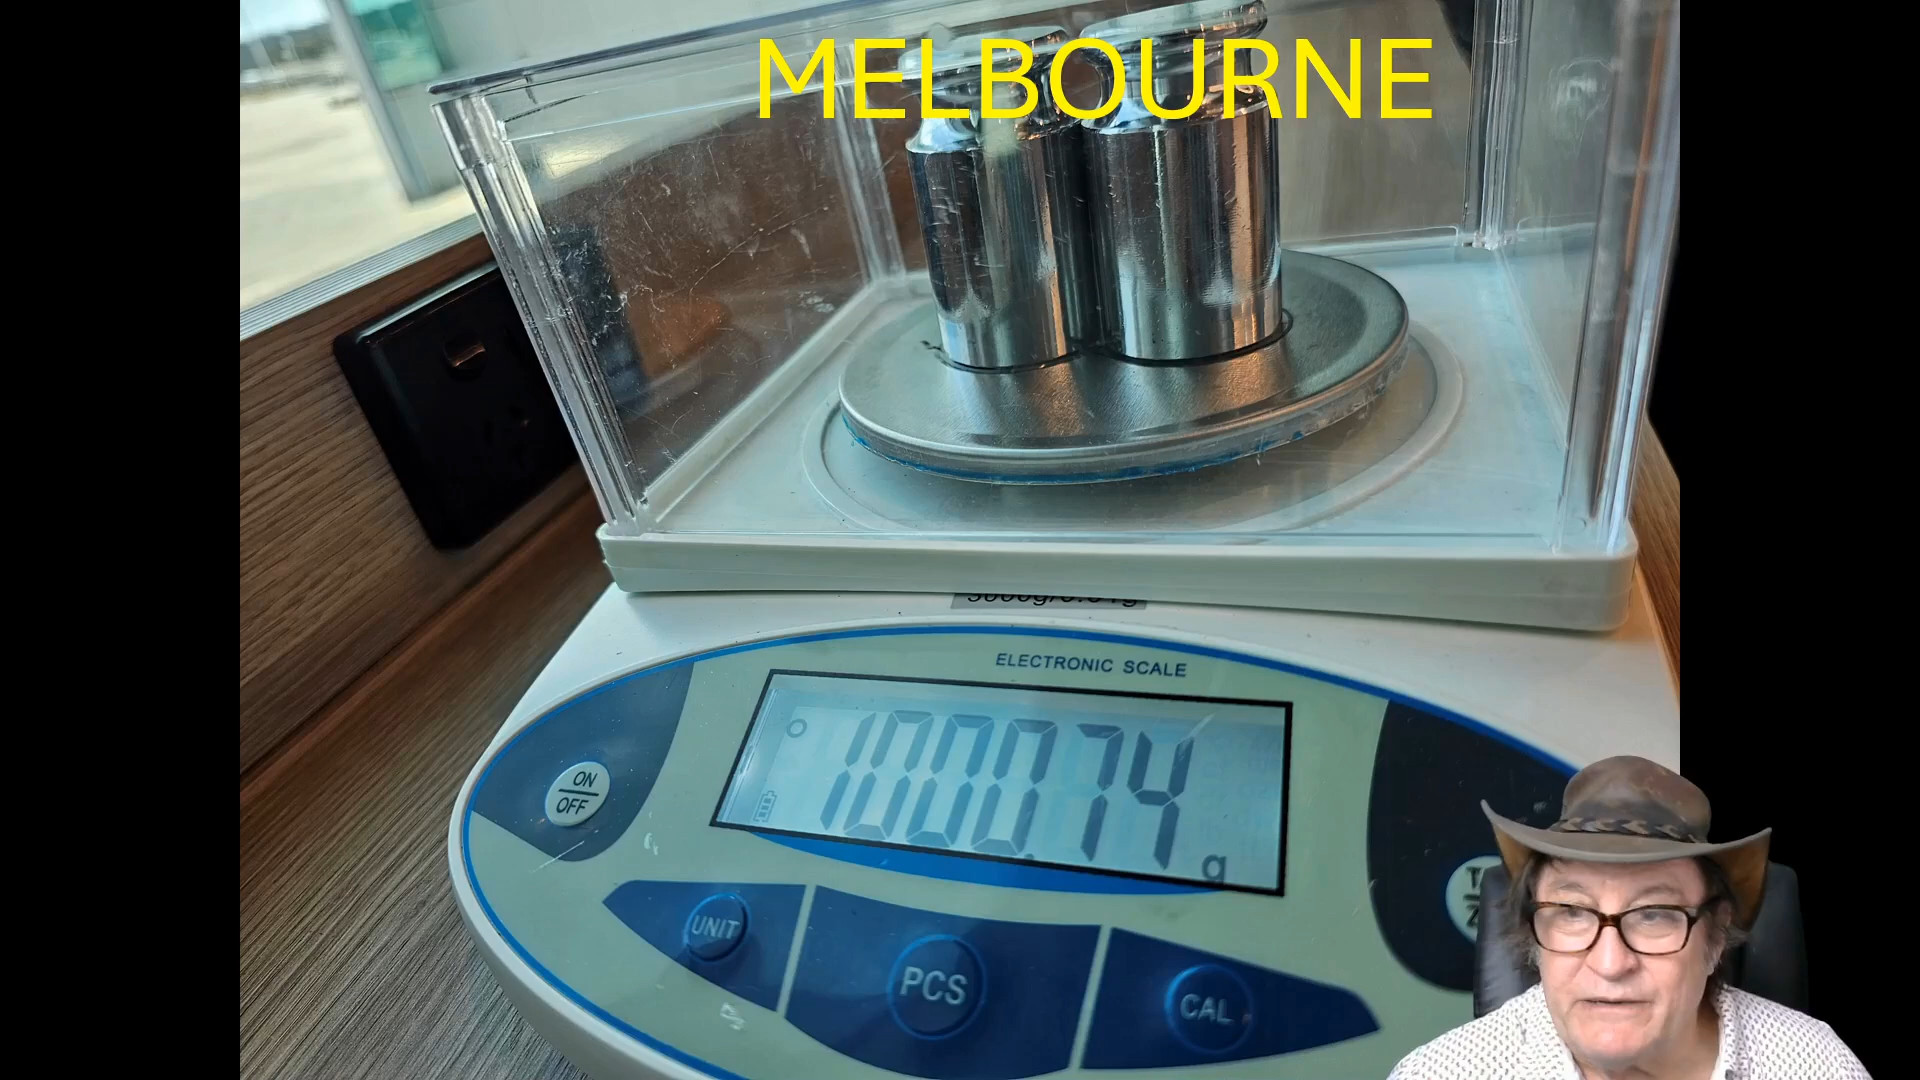 MELBOURNE
ELECTRONIC SCALE
1000.74
g
ON
OFF
UNIT
PCS
CAL